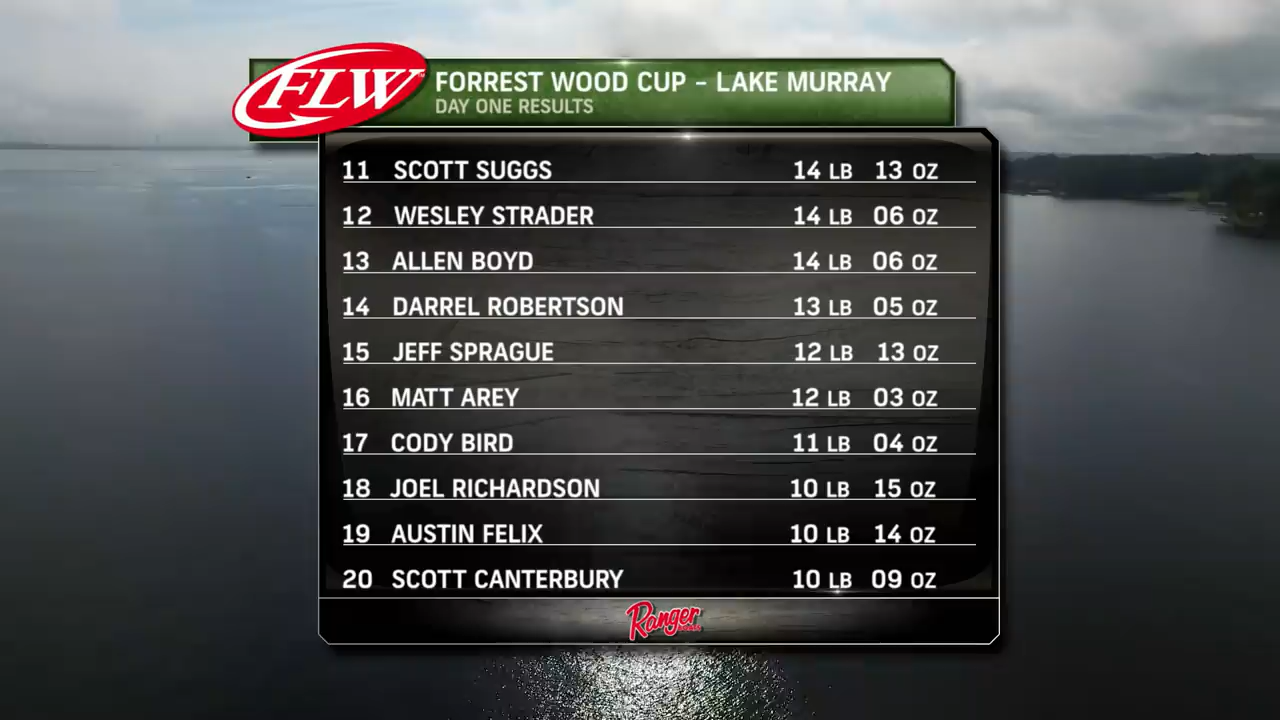 FLW
FORREST WOOD CUP - LAKE MURRAY
DAY ONE RESULTS
11 SCOTT SUGGS 14 LB 13 OZ
12 WESLEY STRADER 14 LB 06 OZ
13 ALLEN BOYD 14 LB 06 OZ
14 DARREL ROBERTSON 13 LB 05 OZ
15 JEFF SPRAGUE 12 LB 13 OZ
16 MATT AREY 12 LB 03 OZ
17 CODY BIRD 11 LB 04 OZ
18 JOEL RICHARDSON 10 LB 15 OZ
19 AUSTIN FELIX 10 LB 14 OZ
20 SCOTT CANTERBURY 10 LB 09 OZ
Ranger